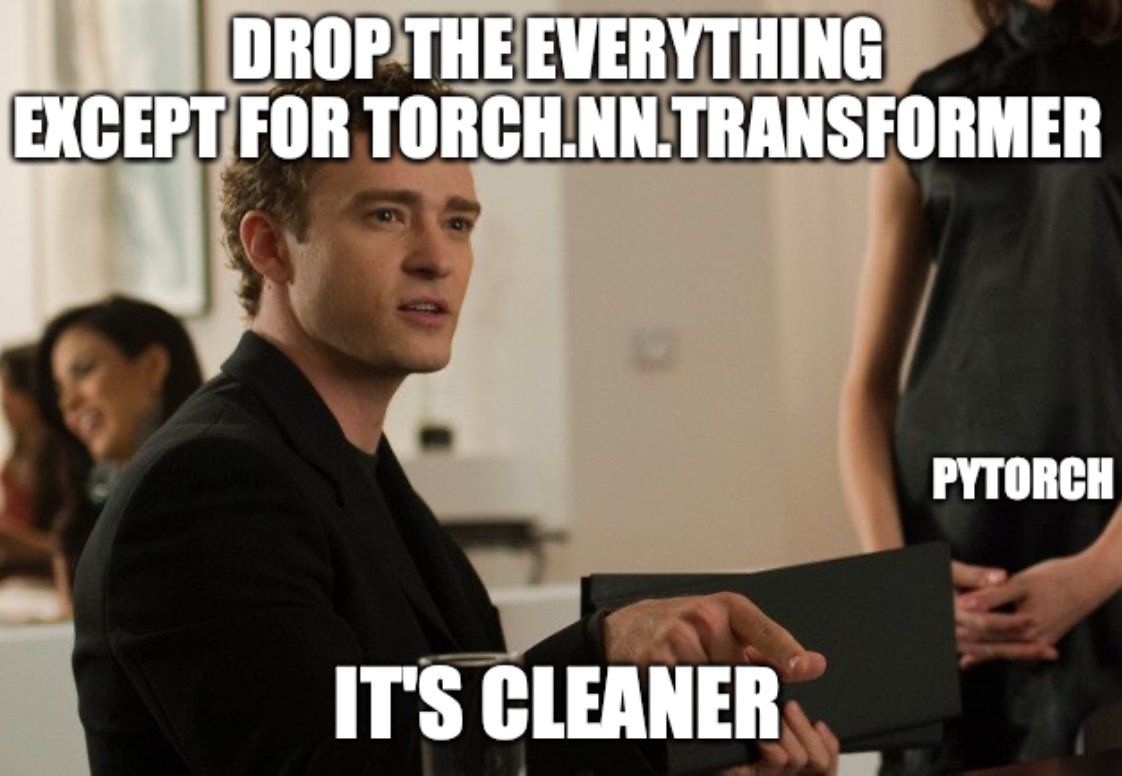 DROP THE EVERYTHING
EXCEPT FOR TORCH.NN.TRANSFORMER
PYTORCH
IT'S CLEANER